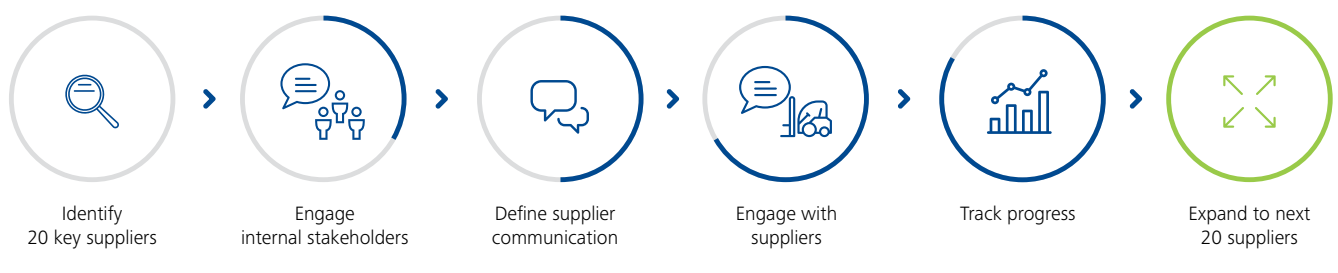 Identify
20 key suppliers
Engage
internal stakeholders
Define supplier
communication
Engage with
suppliers
Track progress
Expand to next
20 suppliers